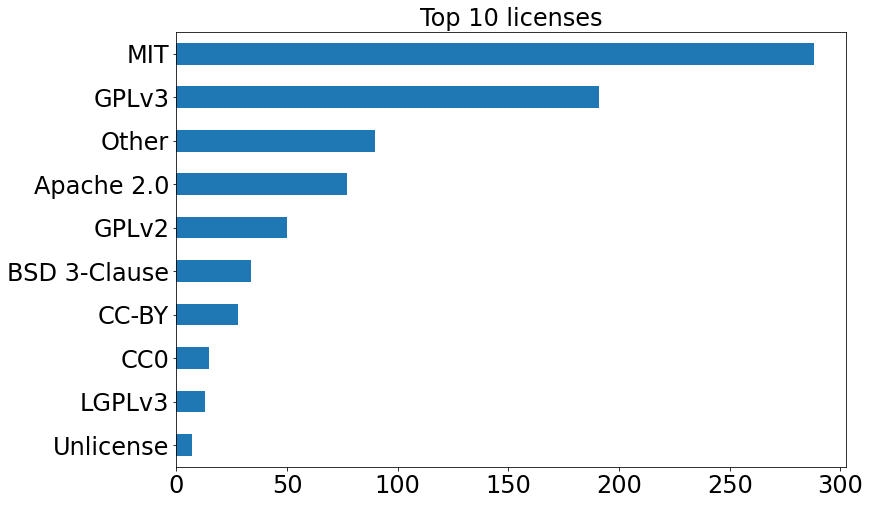 Top 10 licenses
MIT
GPLv3
Other
Apache 2.0
GPLv2
BSD 3-Clause
CC-BY
CC0
LGPLv3
Unlicense
0 50 100 150 200 250 300